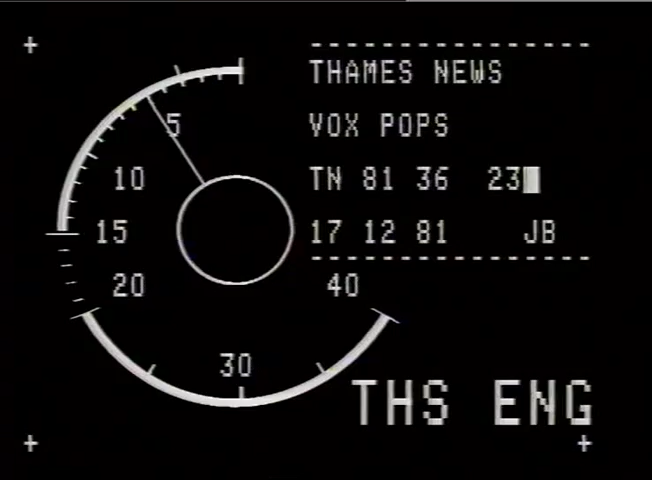 THAMES NEWS
VOX POPS
TN 81 36 23
17 12 81 JB
5
10
15
20
30
40
THS ENG